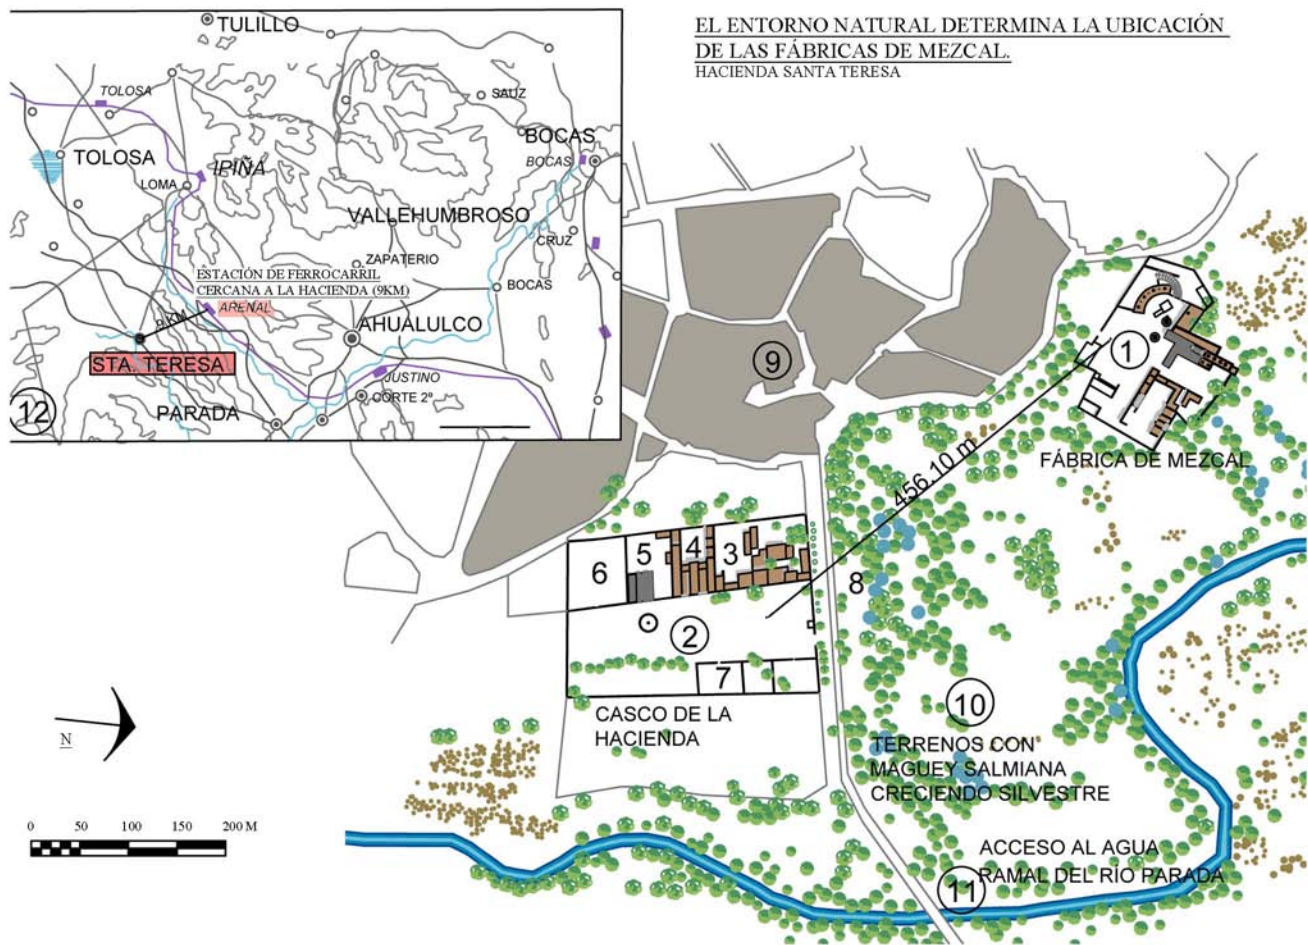 EL ENTORNO NATURAL DETERMINA LA UBICACIÓN
DE LAS FÁBRICAS DE MEZCAL.
HACIENDA SANTA TERESA
TULILLO
TOLOSA
SAUZ
BOCAS
TOLOSA
BOCAS
IPIÑA
LOMA
VALLEHUMBROSO
CRUZ
ZAPATERIO
ESTACIÓN DE FERROCARRIL
CERCANA A LA HACIENDA (9KM)
BOCAS
ARENAL
9 KM
AHUALULCO
STA. TERESA
JUSTINO
CORTE 2º
PARADA
12
9
1
FÁBRICA DE MEZCAL
456.10 m
6
5
4
3
8
2
7
CASCO DE LA
HACIENDA
10
TERRENOS CON
MAGUEY SALMIANA
CRECIENDO SILVESTRE
ACCESO AL AGUA
RAMAL DEL RÍO PARADA
11
N
0 50 100 150 200 M